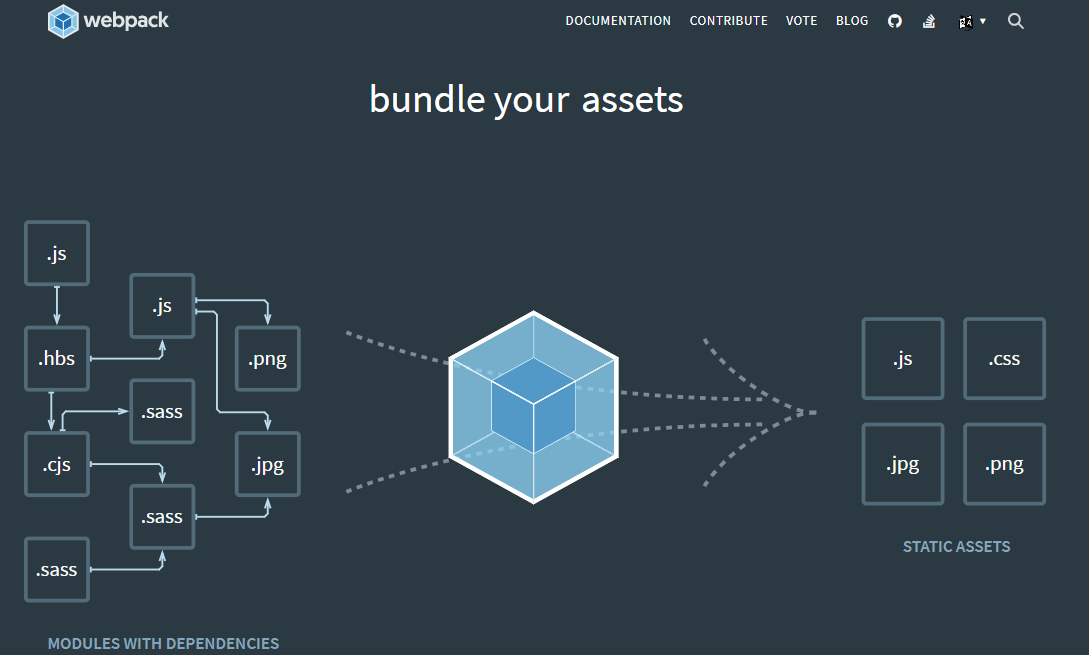 webpack
DOCUMENTATION CONTRIBUTE VOTE BLOG
bundle your assets
.js
.js
.hbs
.png
.sass
.cjs
.jpg
.sass
.sass
MODULES WITH DEPENDENCIES
.js .css
.jpg .png
STATIC ASSETS